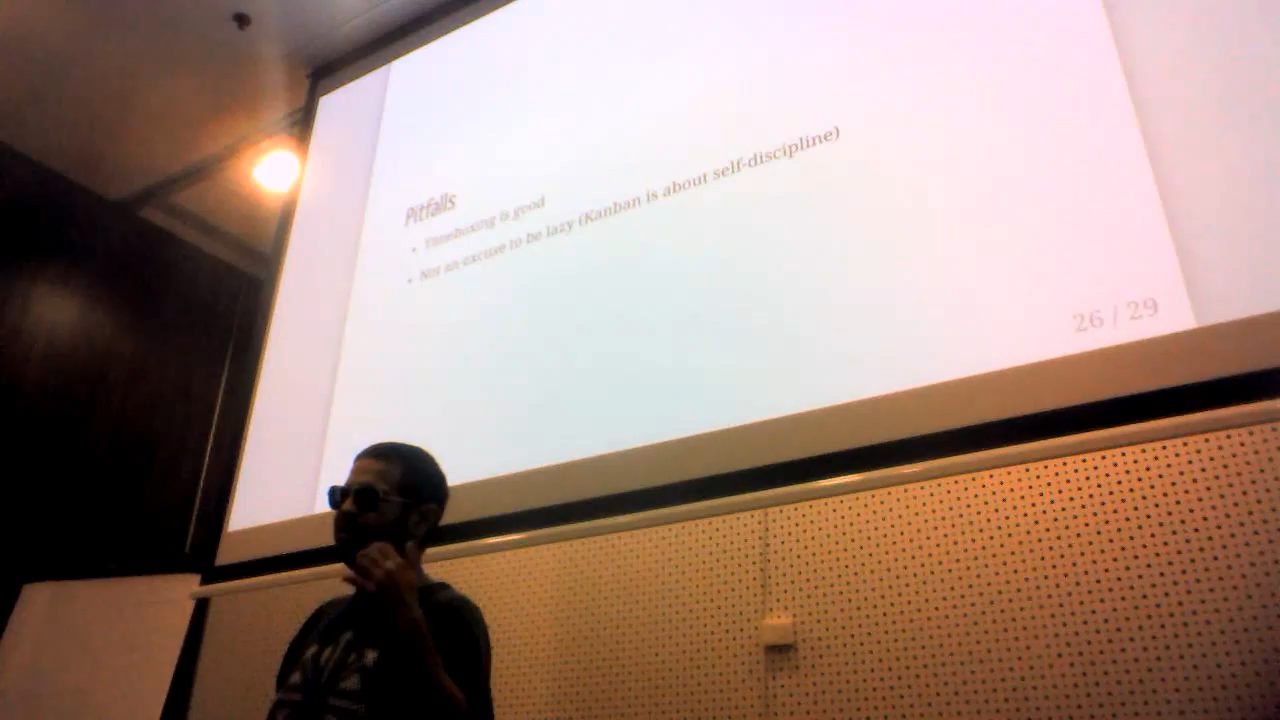 Pitfalls
• Timeboxing is good
• Not an excuse to be lazy (Kanban is about self-discipline)
26 / 29